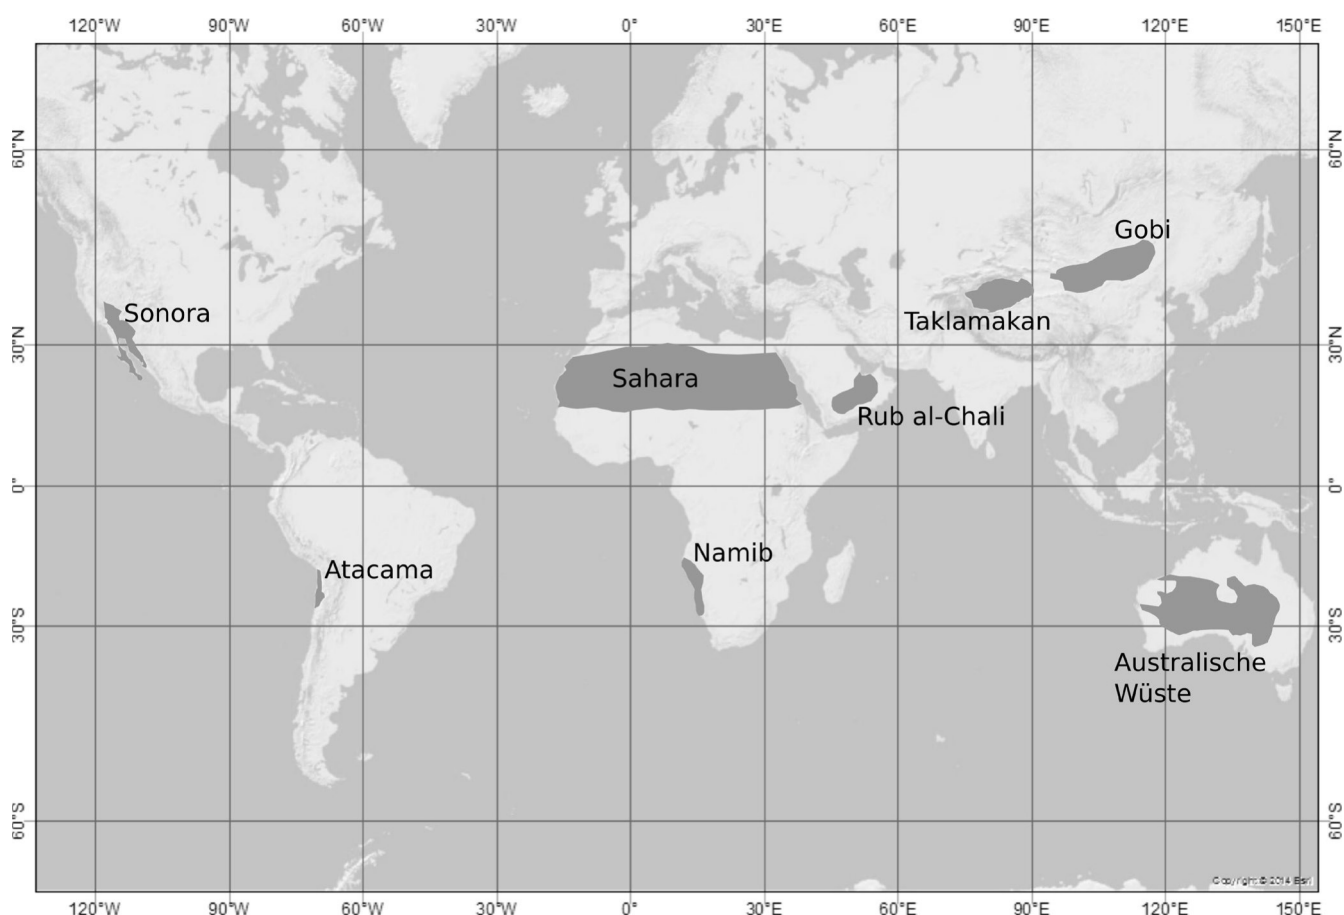 120°W 90°W 60°W 30°W 0° 30°E 60°E 90°E 120°E 150°E
60°N 60°N
Gobi
Sonora
Taklamakan
30°N 30°N
Sahara
Rub al-Chali
0° 0°
Namib
Atacama
30°S 30°S
Australische
Wüste
60°S 60°S
Copyright:© 2014 Esri
120°W 90°W 60°W 30°W 0° 30°E 60°E 90°E 120°E 150°E